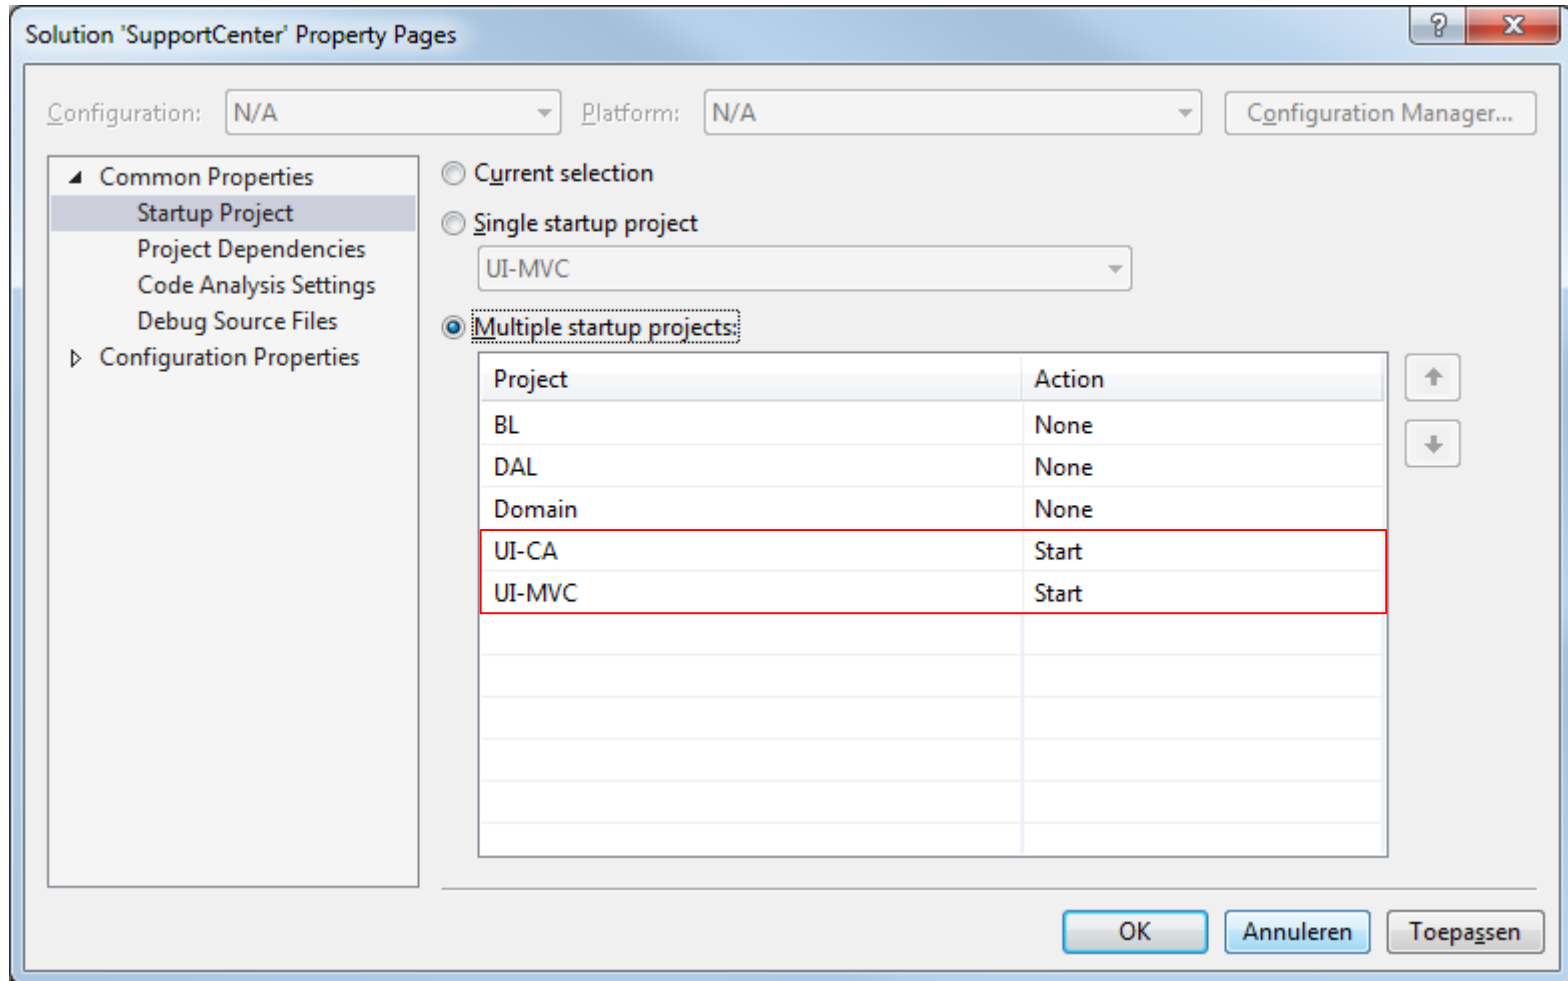 Solution 'SupportCenter' Property Pages
Configuration: N/A Platform: N/A Configuration Manager...
Common Properties
Startup Project
Project Dependencies
Code Analysis Settings
Debug Source Files
Configuration Properties
Current selection
Single startup project
UI-MVC
Multiple startup projects:
Project Action
BL None
DAL None
Domain None
UI-CA Start
UI-MVC Start
OK Annuleren Toepassen